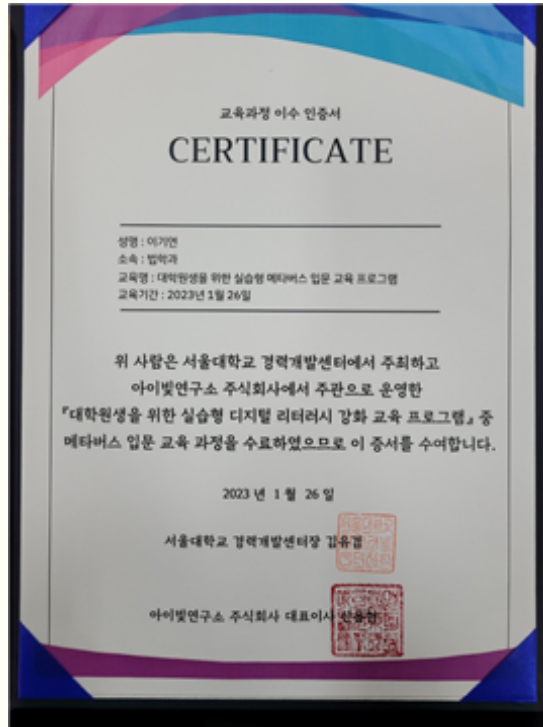 교육과정 이수 인증서
CERTIFICATE
성명 : 이기연
소속 : 법학과
교육명 : 대학원생을 위한 실습형 메타버스 입문 교육 프로그램
교육기간 : 2023년 1월 26일
위 사람은 서울대학교 경력개발센터에서 주최하고
아이빛연구소 주식회사에서 주관으로 운영한
『대학원생을 위한 실습형 디지털 리터러시 강화 교육 프로그램』 중
메타버스 입문 교육 과정을 수료하였으므로 이 증서를 수여합니다.
2023 년 1 월 26 일
서울대학교 경력개발센터장 김유겸
아이빛연구소 주식회사 대표이사